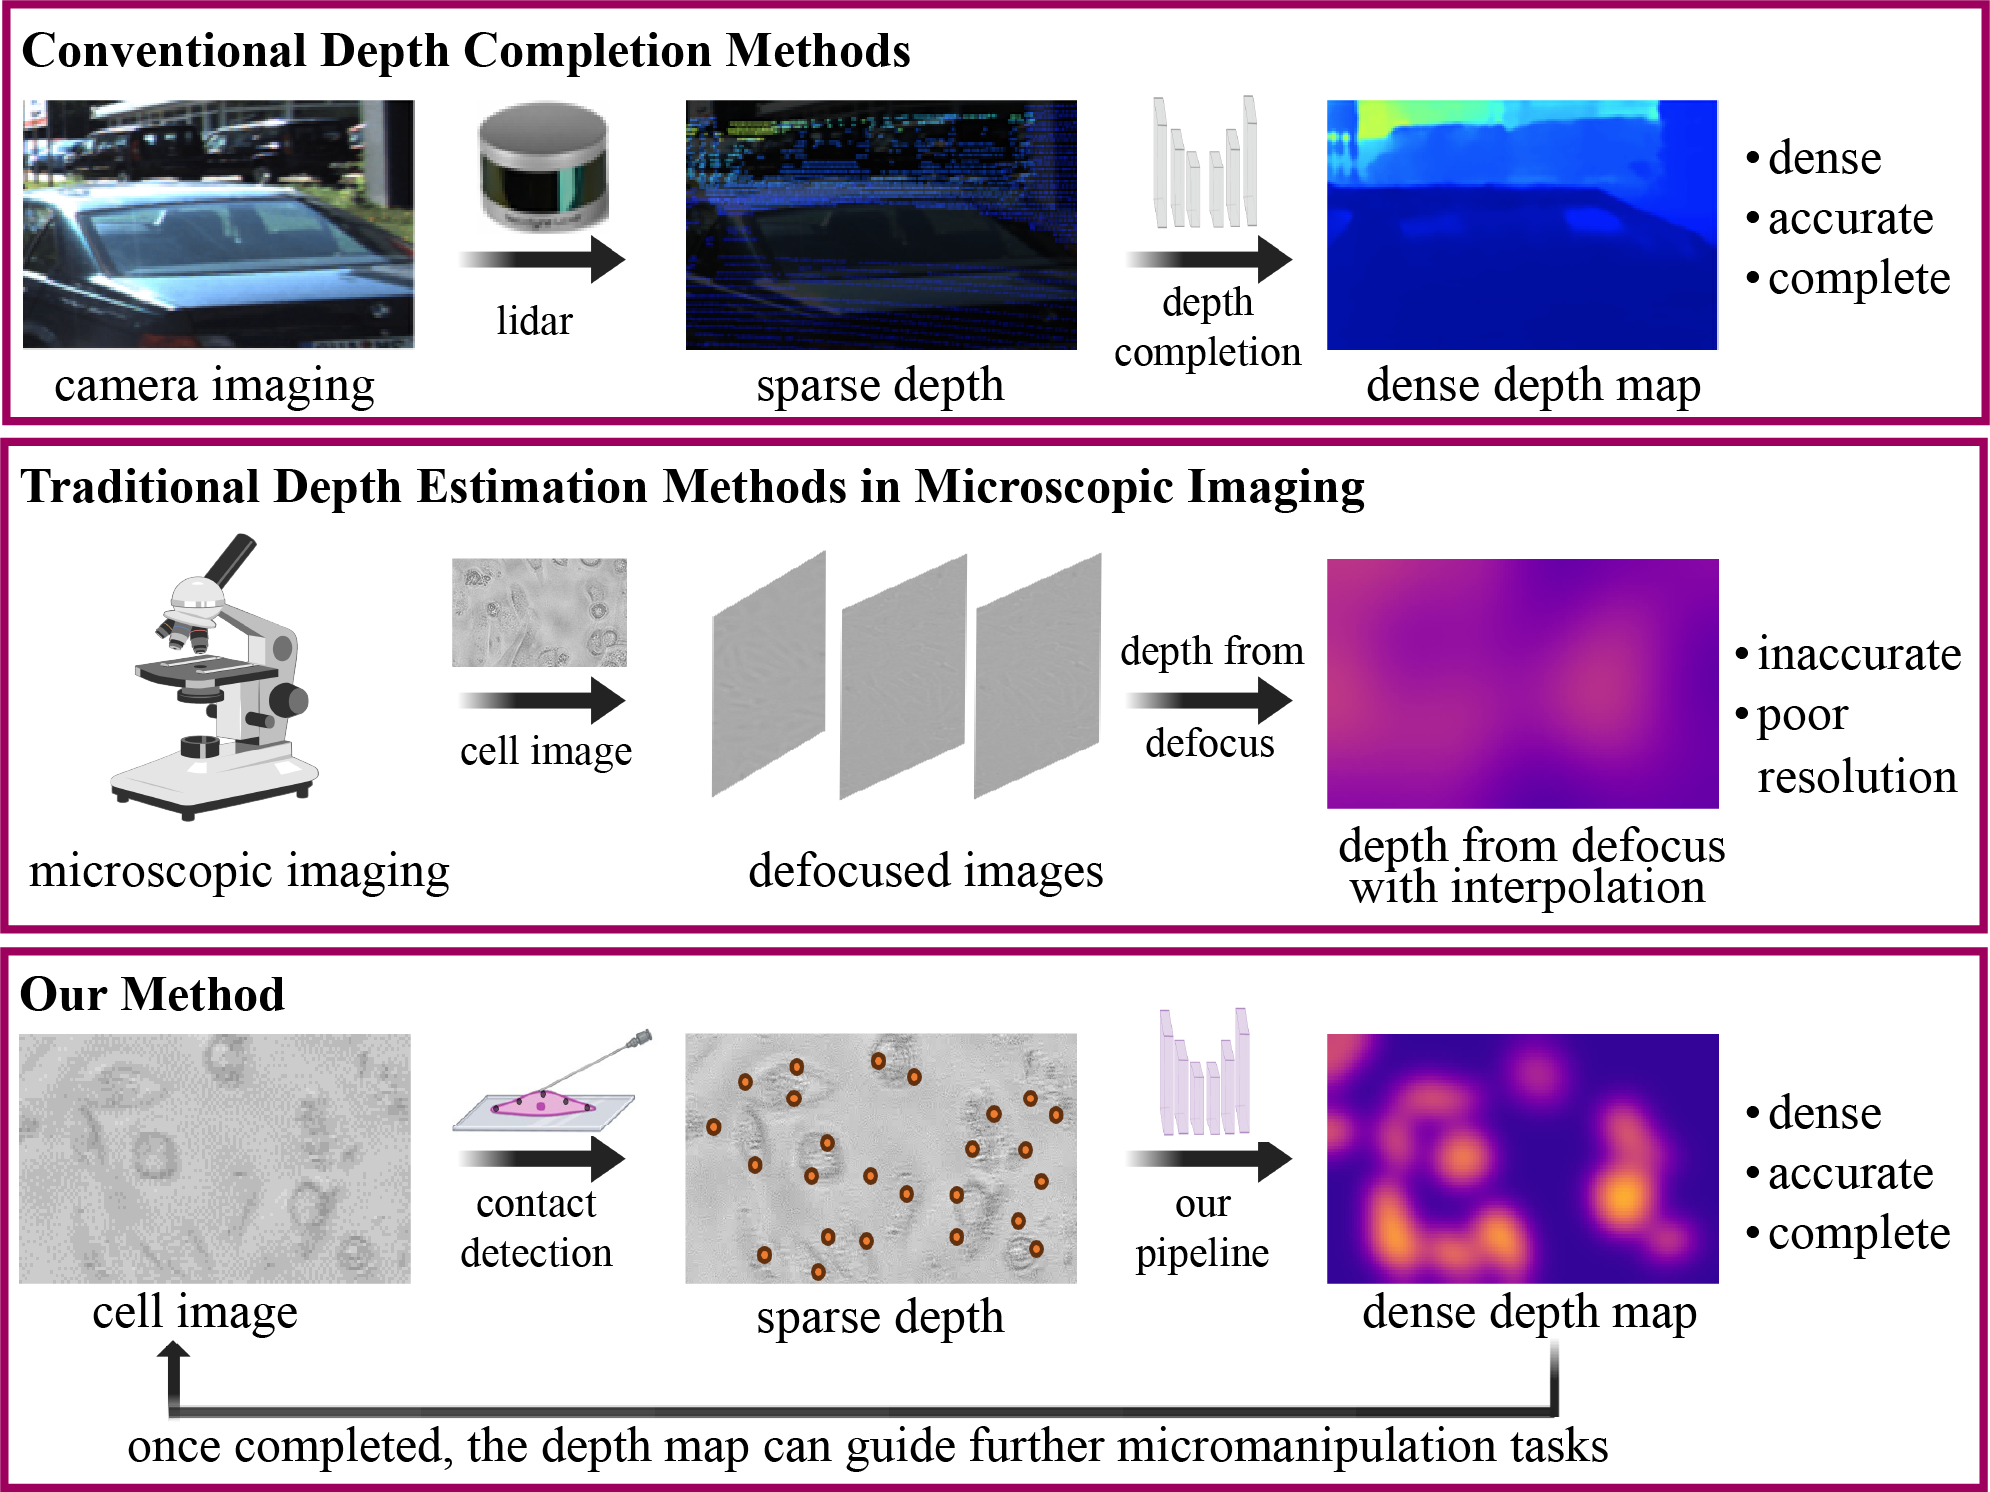 Conventional Depth Completion Methods
lidar
depth
completion
camera imaging
sparse depth
dense depth map
• dense
• accurate
• complete
Traditional Depth Estimation Methods in Microscopic Imaging
cell image
depth from
defocus
microscopic imaging
defocused images
depth from defocus
with interpolation
• inaccurate
• poor
resolution
Our Method
contact
detection
our
pipeline
cell image
sparse depth
dense depth map
• dense
• accurate
• complete
once completed, the depth map can guide further micromanipulation tasks